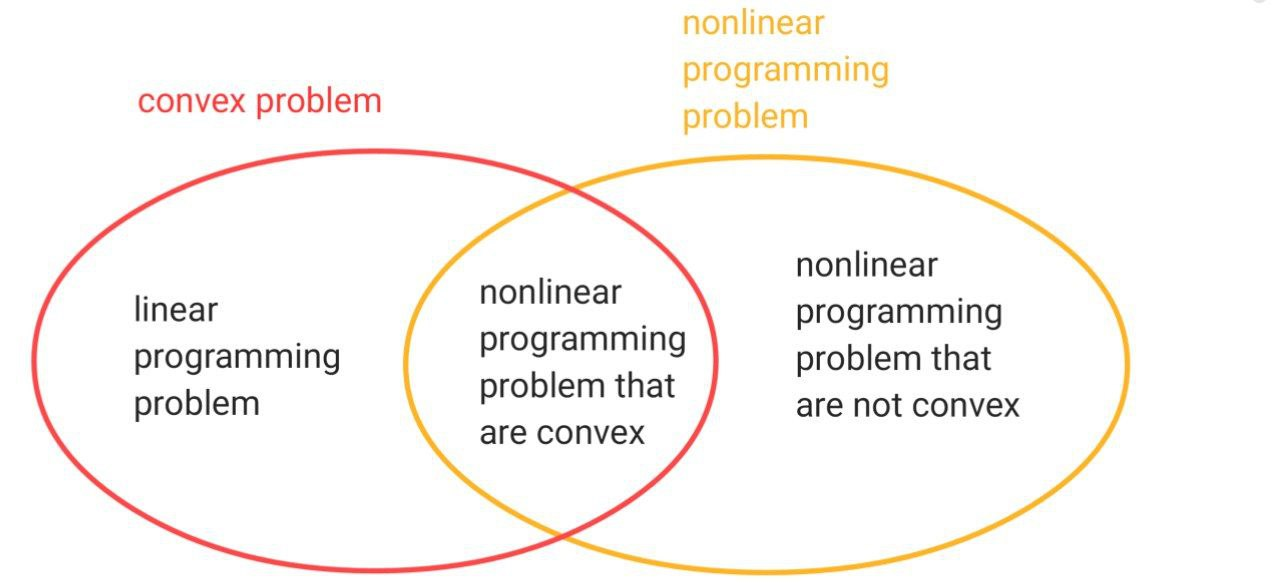 convex problem
nonlinear
programming
problem
linear
programming
problem
nonlinear
programming
problem that
are convex
nonlinear
programming
problem that
are not convex